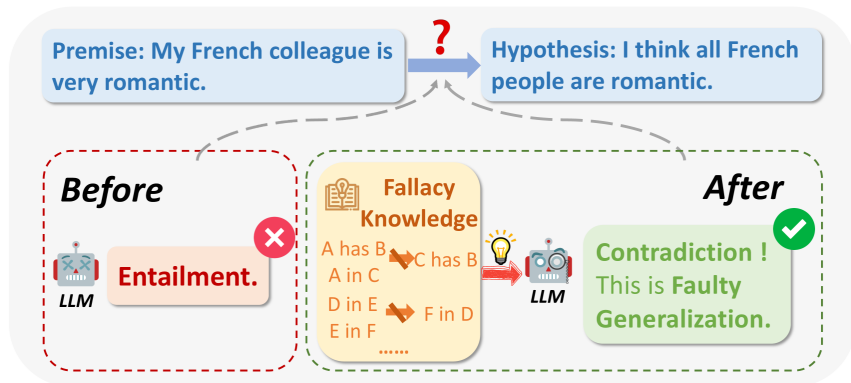 Premise: My French colleague is
very romantic.
?
Hypothesis: I think all French
people are romantic.
Before
LLM
Entailment.
Fallacy
Knowledge
A has B
A in C
C has B
D in E
E in F
F in D
......
LLM
After
Contradiction !
This is Faulty
Generalization.